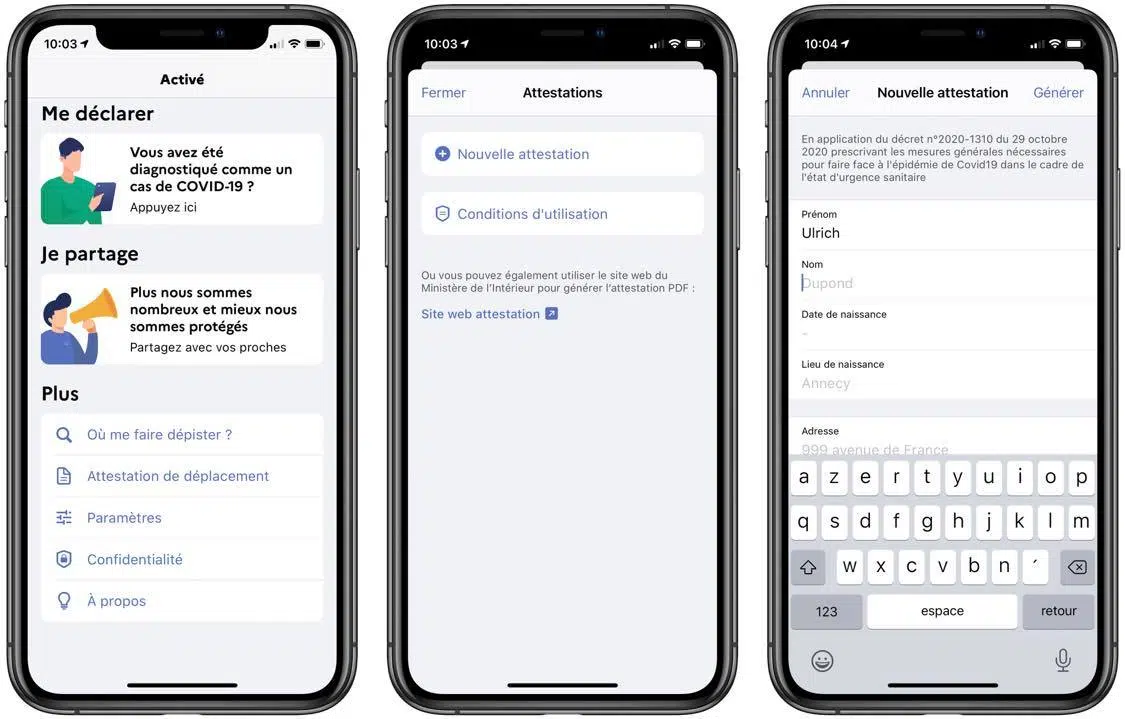 10:03
Activé
Me déclarer
Vous avez été
diagnostiqué comme un
cas de COVID-19 ?
Appuyez ici
Je partage
Plus nous sommes
nombreux et mieux nous
sommes protégés
Partagez avec vos proches
Plus
Où me faire dépister ?
Attestation de déplacement
Paramètres
Confidentialité
À propos
10:03
Fermer Attestations
Nouvelle attestation
Conditions d'utilisation
Ou vous pouvez également utiliser le site web du
Ministère de l'Intérieur pour générer l'attestation PDF :
Site web attestation
10:04
Annuler Nouvelle attestation Générer
En application du décret n°2020-1310 du 29 octobre
2020 prescrivant les mesures générales nécessaires
pour faire face à l'épidémie de Covid19 dans le cadre de
l'état d'urgence sanitaire
Prénom
Ulrich
Nom
Dupond
Date de naissance
-
Lieu de naissance
Annecy
Adresse
999 avenue de France
a z e r t y u i o p
q s d f g h j k l m
w x c v b n ´
123 espace retour